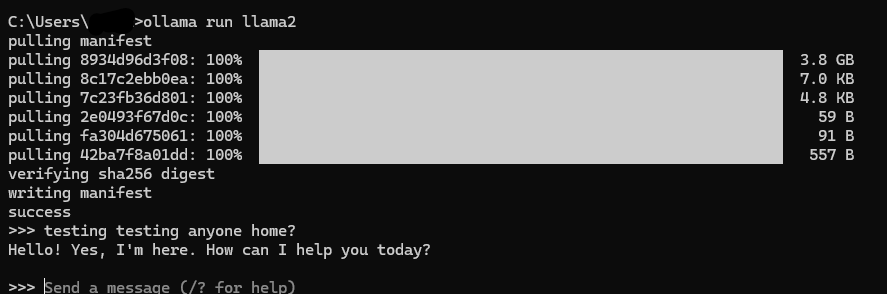 C:\Users\ >ollama run llama2
pulling manifest
pulling 8934d96d3f08: 100% 3.8 GB
pulling 8c17c2ebb0ea: 100% 7.0 KB
pulling 7c23fb36d801: 100% 4.8 KB
pulling 2e0493f67d0c: 100% 59 B
pulling fa304d675061: 100% 91 B
pulling 42ba7f8a01dd: 100% 557 B
verifying sha256 digest
writing manifest
success
>>> testing testing anyone home?
Hello! Yes, I'm here. How can I help you today?
>>> Send a message (/? for help)